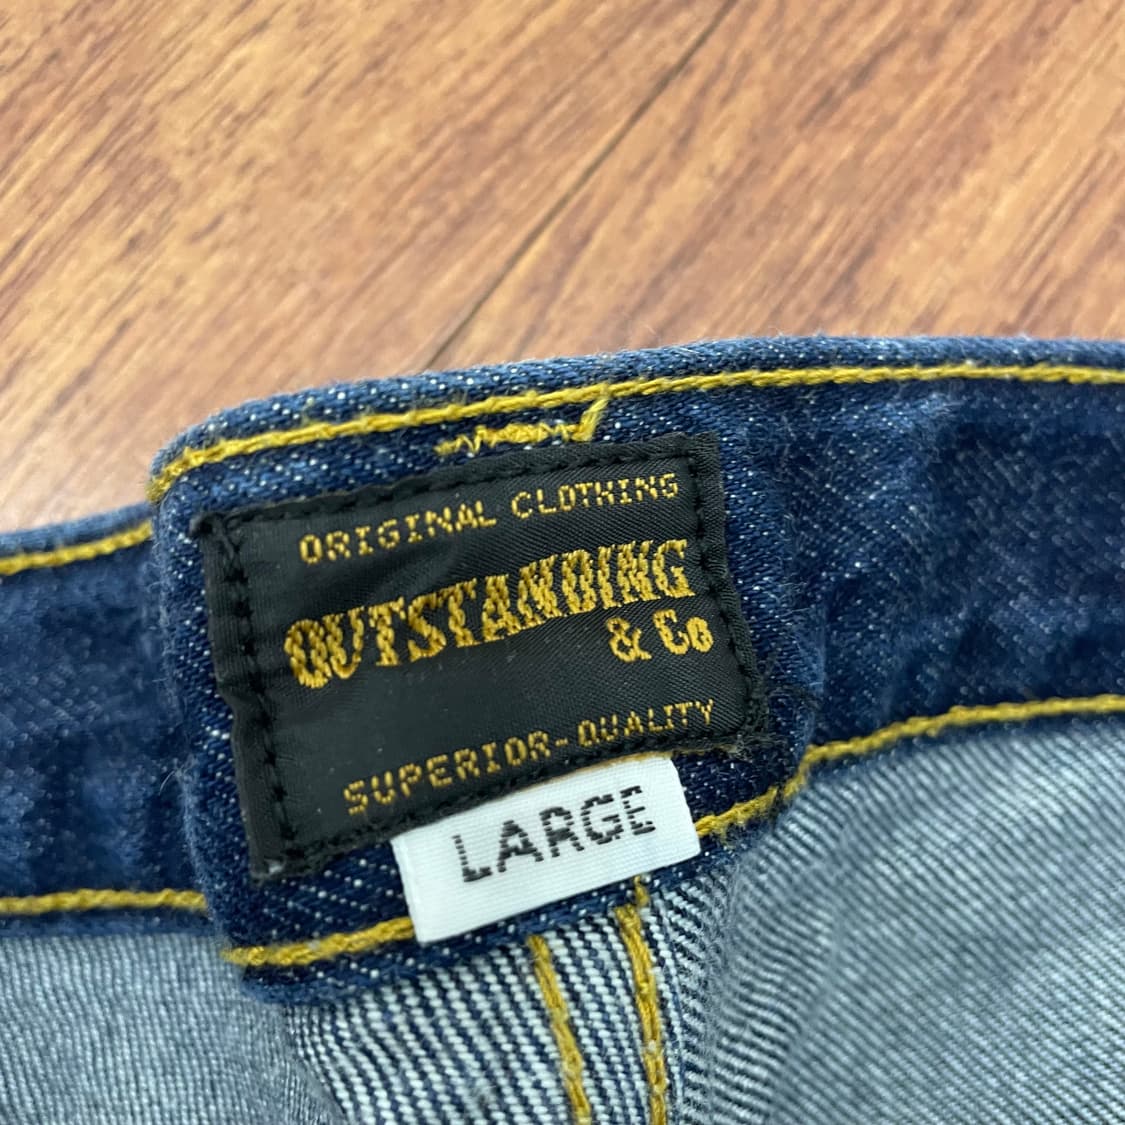 ORIGINAL CLOTHING
OUTSTANDING
& Co
SUPERIOR-QUALITY
LARGE